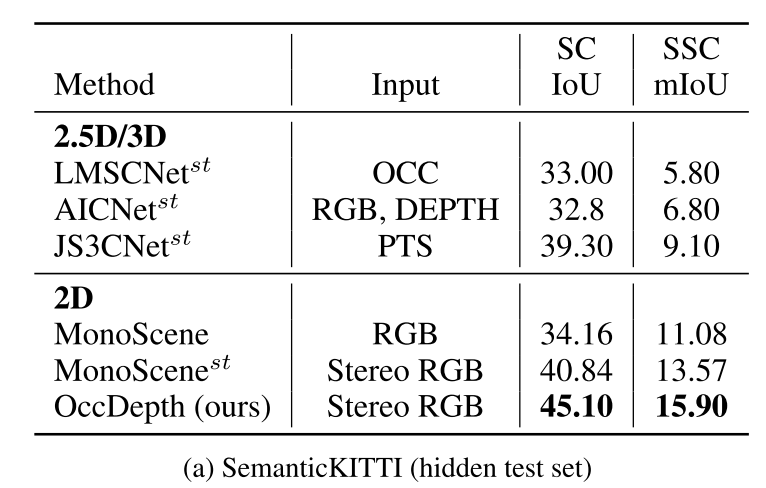 SC SSC
Method Input IoU mIoU
2.5D/3D
LMSCNet^st OCC 33.00 5.80
AICNet^st RGB, DEPTH 32.8 6.80
JS3CNet^st PTS 39.30 9.10
2D
MonoScene RGB 34.16 11.08
MonoScene^st Stereo RGB 40.84 13.57
OccDepth (ours) Stereo RGB 45.10 15.90
(a) SemanticKITTI (hidden test set)